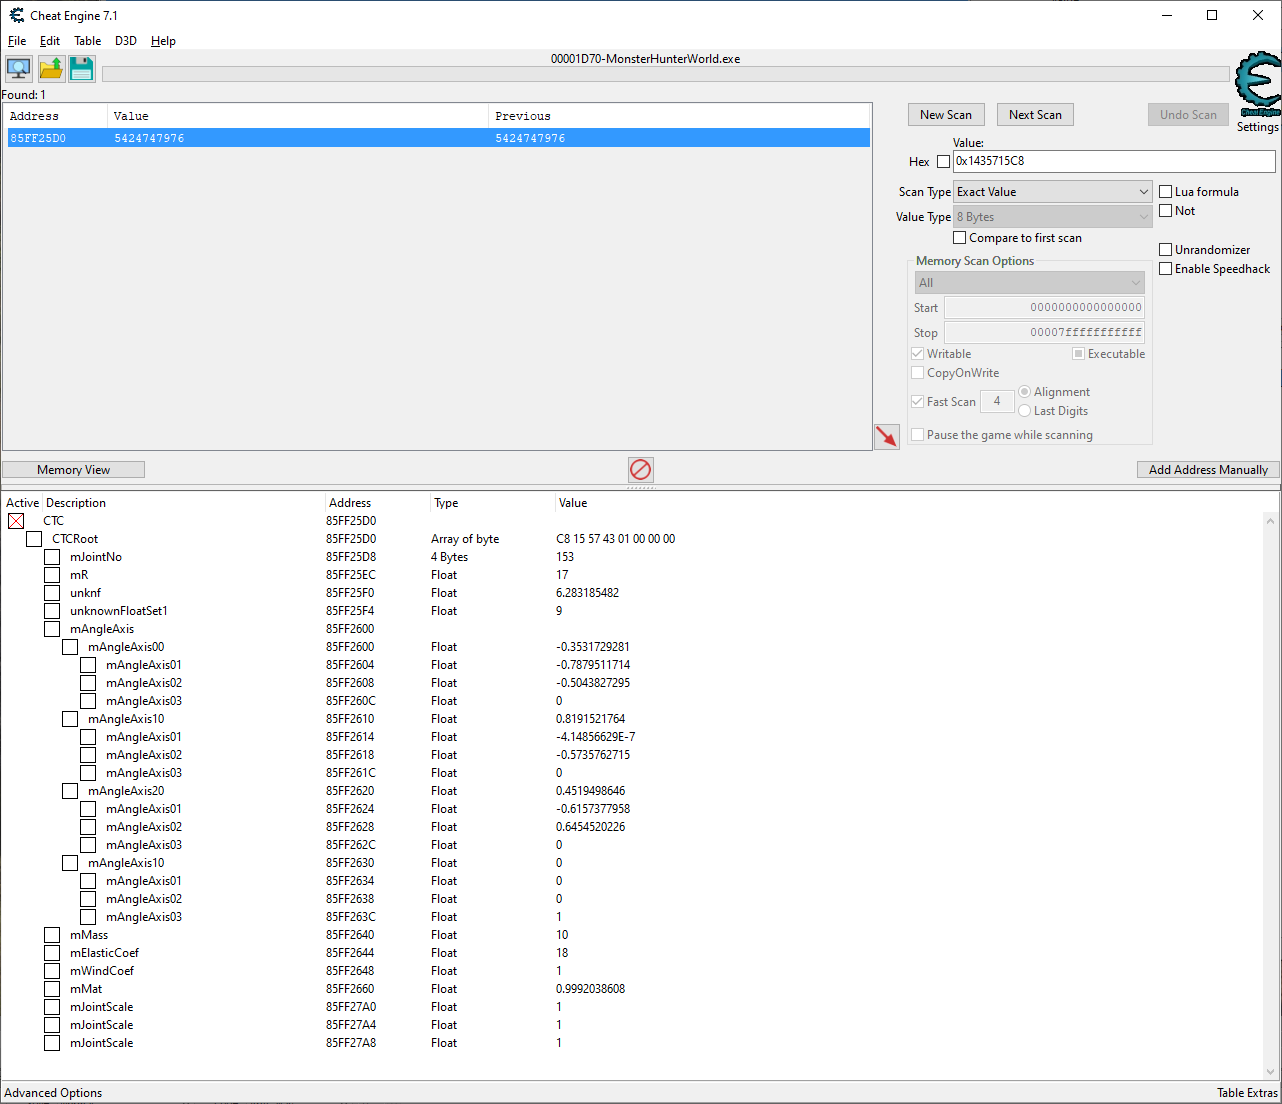 Cheat Engine 7.1
File Edit Table D3D Help
00001D70-MonsterHunterWorld.exe
Found: 1
Address Value Previous
85FF25D0 5424747976 5424747976
New Scan Next Scan Undo Scan
Cheat Engine
Settings
Value:
Hex 0x1435715C8
Scan Type Exact Value Lua formula
Value Type 8 Bytes Not
Compare to first scan
Unrandomizer
Enable Speedhack
Memory Scan Options
All
Start 0000000000000000
Stop 00007fffffffffff
Writable Executable
CopyOnWrite
Fast Scan 4 Alignment
Last Digits
Pause the game while scanning
Memory View Add Address Manually
Active Description Address Type Value
CTC 85FF25D0
CTCRoot 85FF25D0 Array of byte C8 15 57 43 01 00 00 00
mJointNo 85FF25D8 4 Bytes 153
mR 85FF25EC Float 17
unknf 85FF25F0 Float 6.283185482
unknownFloatSet1 85FF25F4 Float 9
mAngleAxis 85FF2600
mAngleAxis00 85FF2600 Float -0.3531729281
mAngleAxis01 85FF2604 Float -0.7879511714
mAngleAxis02 85FF2608 Float -0.5043827295
mAngleAxis03 85FF260C Float 0
mAngleAxis10 85FF2610 Float 0.8191521764
mAngleAxis01 85FF2614 Float -4.14856629E-7
mAngleAxis02 85FF2618 Float -0.5735762715
mAngleAxis03 85FF261C Float 0
mAngleAxis20 85FF2620 Float 0.4519498646
mAngleAxis01 85FF2624 Float -0.6157377958
mAngleAxis02 85FF2628 Float 0.6454520226
mAngleAxis03 85FF262C Float 0
mAngleAxis10 85FF2630 Float 0
mAngleAxis01 85FF2634 Float 0
mAngleAxis02 85FF2638 Float 0
mAngleAxis03 85FF263C Float 1
mMass 85FF2640 Float 10
mElasticCoef 85FF2644 Float 18
mWindCoef 85FF2648 Float 1
mMat 85FF2660 Float 0.9992038608
mJointScale 85FF27A0 Float 1
mJointScale 85FF27A4 Float 1
mJointScale 85FF27A8 Float 1
Advanced Options Table Extras